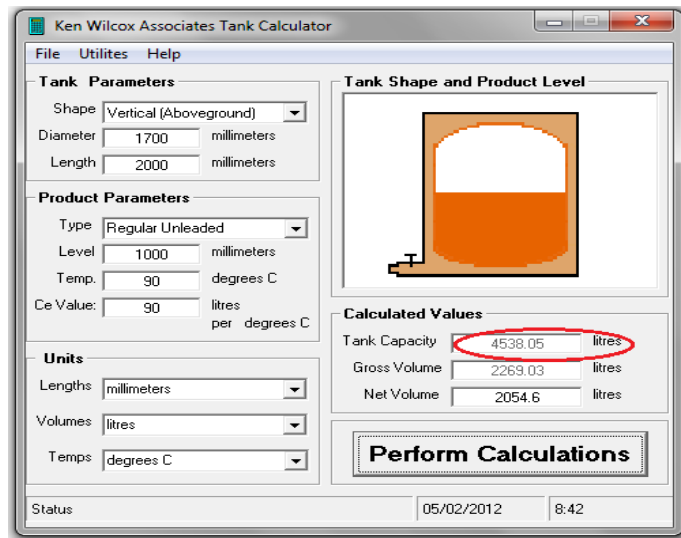 Ken Wilcox Associates Tank Calculator
File Utilites Help
Tank Parameters
Shape Vertical (Aboveground)
Diameter 1700 millimeters
Length 2000 millimeters
Product Parameters
Type Regular Unleaded
Level 1000 millimeters
Temp. 90 degrees C
Ce Value: 90 litres
per degrees C
Units
Lengths millimeters
Volumes litres
Temps degrees C
Tank Shape and Product Level
Calculated Values
Tank Capacity 4538.05 litres
Gross Volume 2269.03 litres
Net Volume 2054.6 litres
Perform Calculations
Status 05/02/2012 8:42